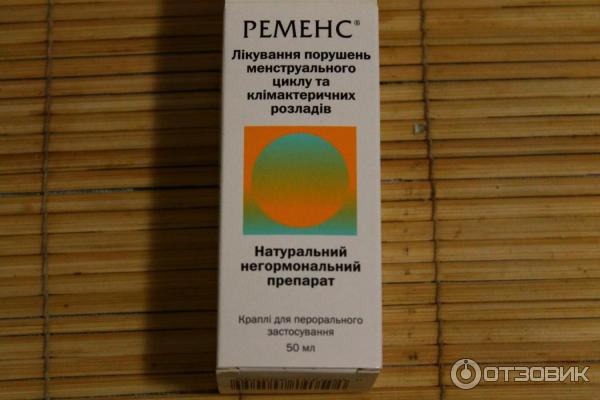 РЕМЕНС®
Лікування порушень
менструального
циклу та
клімактеричних
розладів
Натуральний
негормональний
препарат
Краплі для перорального
застосування
50 мл
ОТЗОВИК